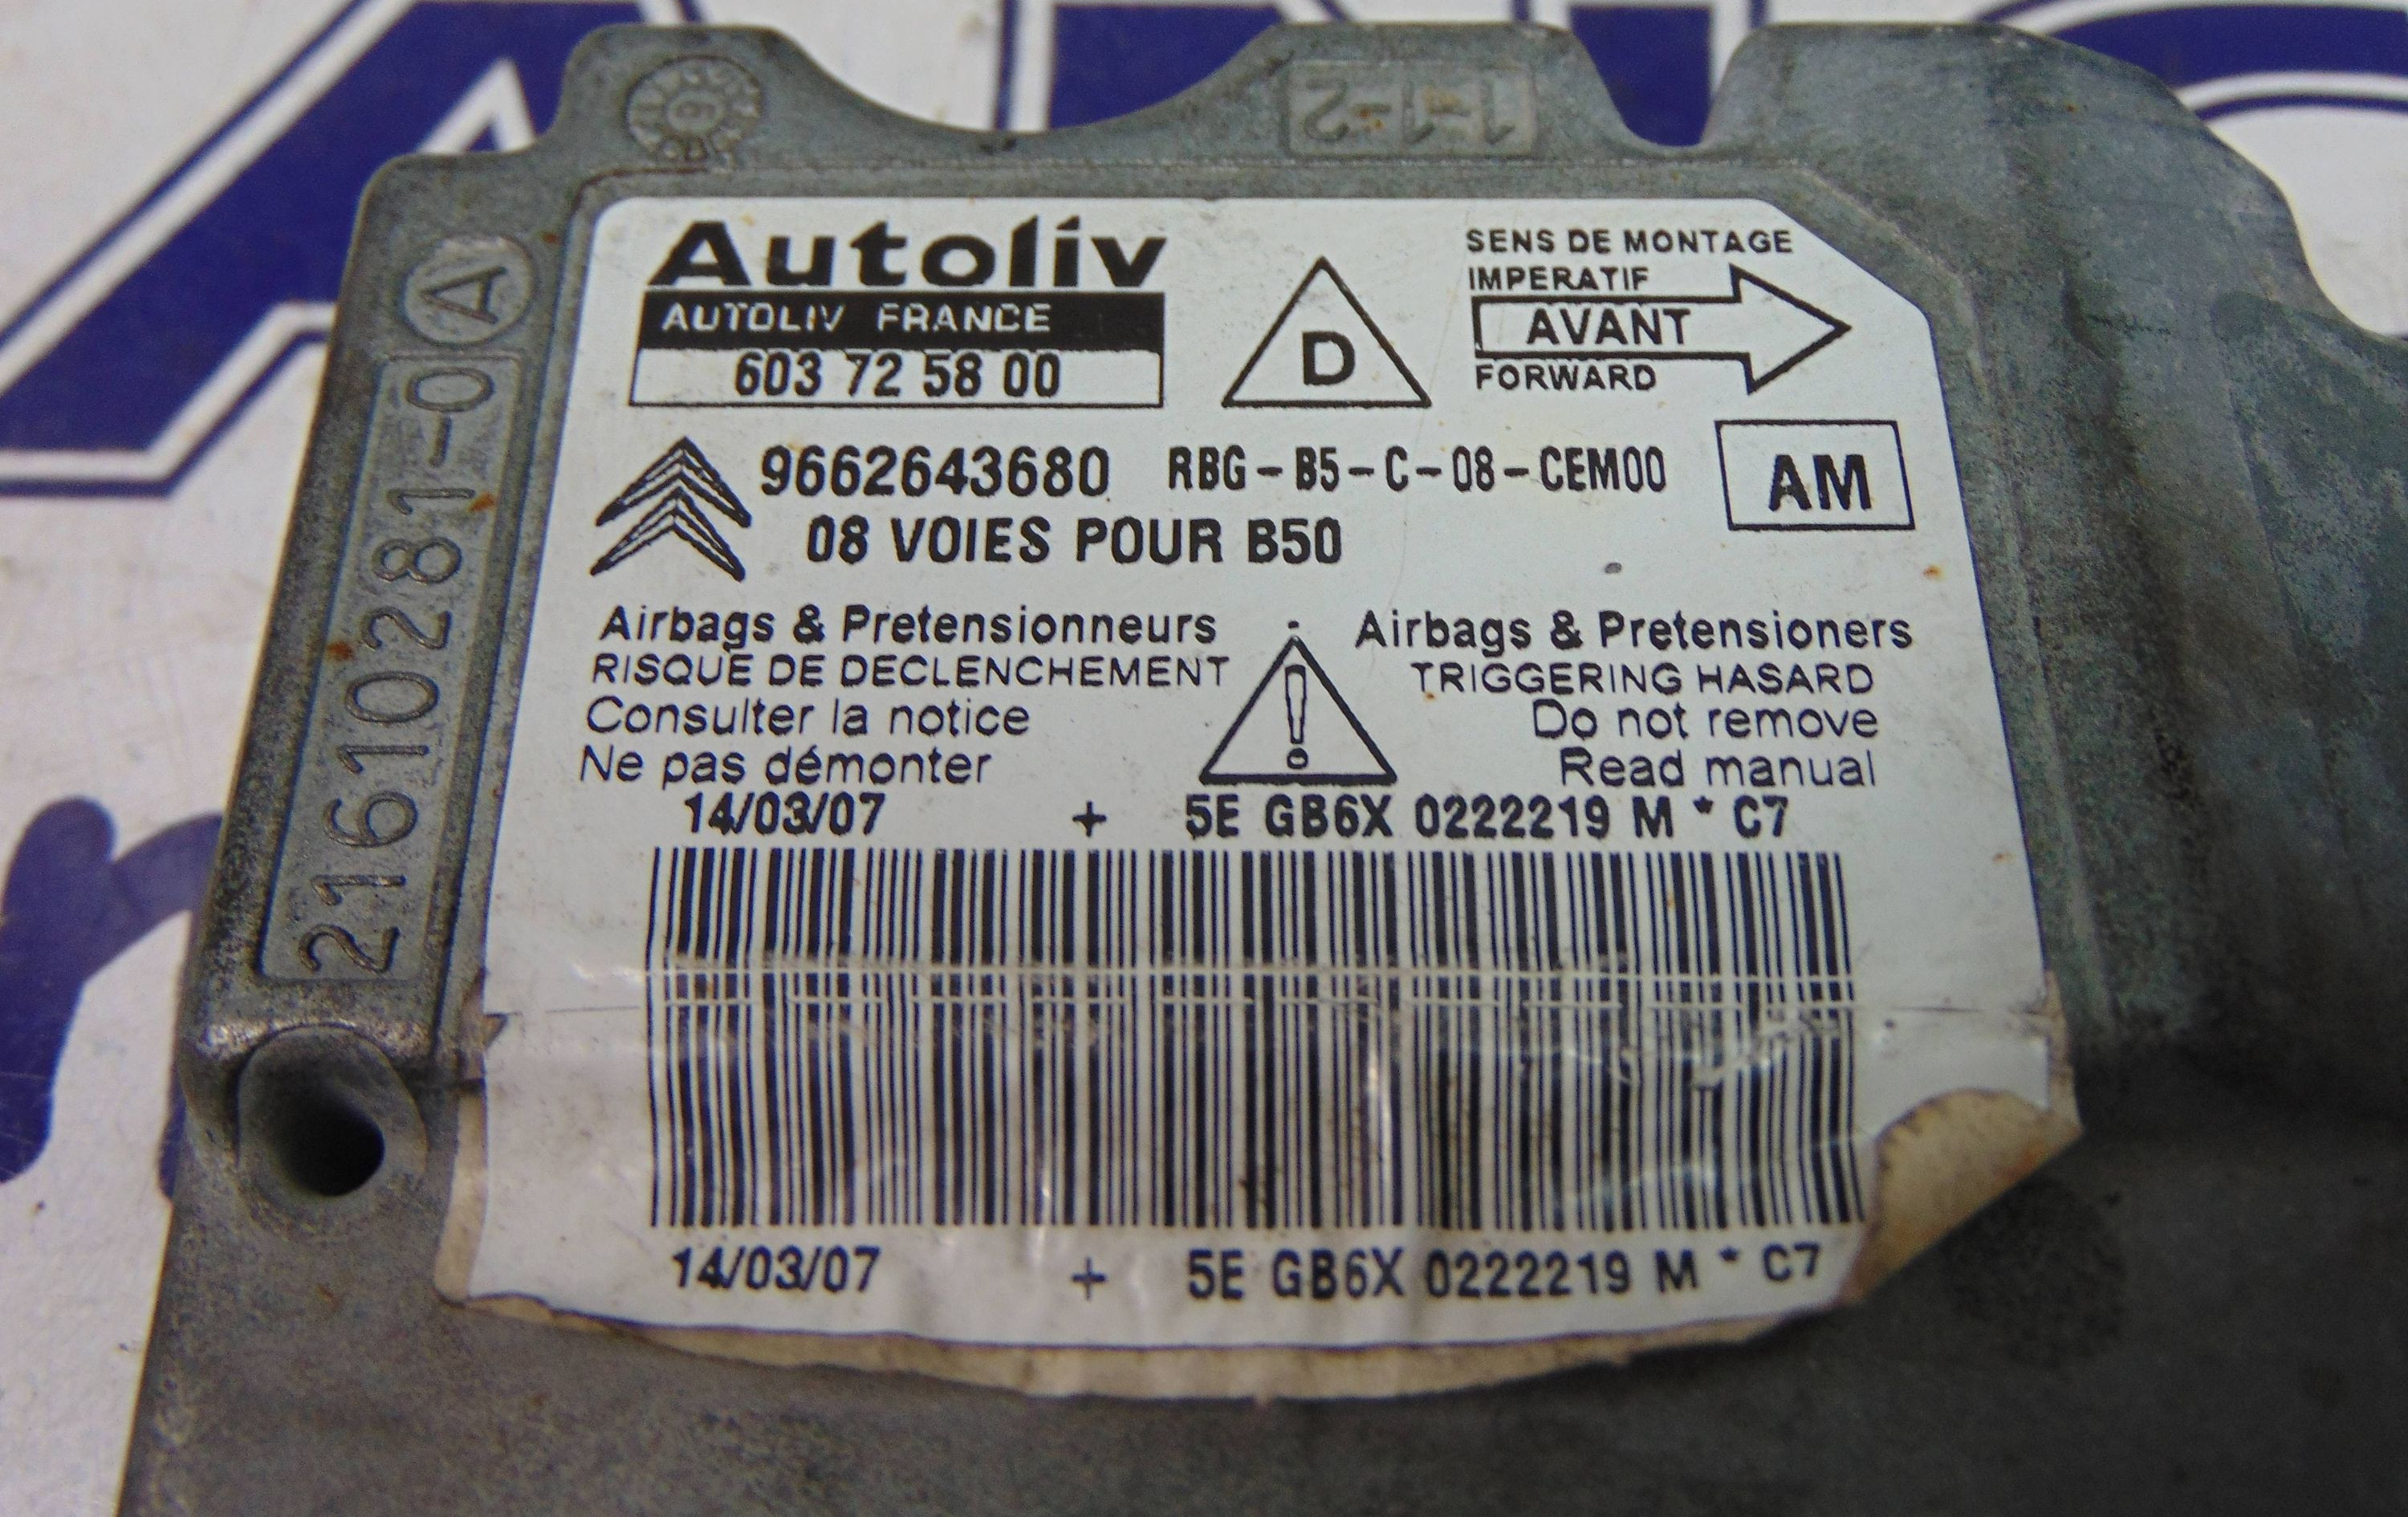 1-1-2
A
21610281-0
Autoliv
AUTOLIV FRANCE
603 72 58 00
D
SENS DE MONTAGE
IMPERATIF
AVANT
FORWARD
9662643680 RBG-B5-C-08-CEM00
AM
08 VOIES POUR B50
Airbags & Pretensionneurs
RISQUE DE DECLENCHEMENT
Consulter la notice
Ne pas démonter
!
Airbags & Pretensioners
TRIGGERING HASARD
Do not remove
Read manual
14/03/07 + 5E GB6X 0222219 M * C7
14/03/07 + 5E GB6X 0222219 M * C7